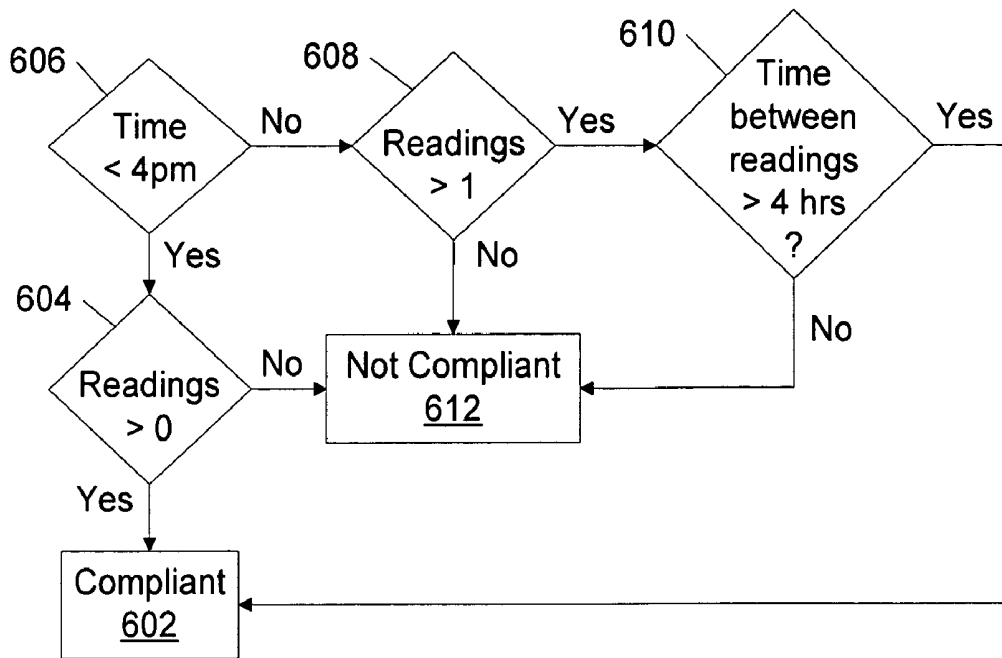 606
Time
< 4pm
No
608
Readings
> 1
Yes
610
Time
between
readings
> 4 hrs
?
Yes
Yes
No
No
604
Readings
> 0
No
Not Compliant
612
Yes
Compliant
602